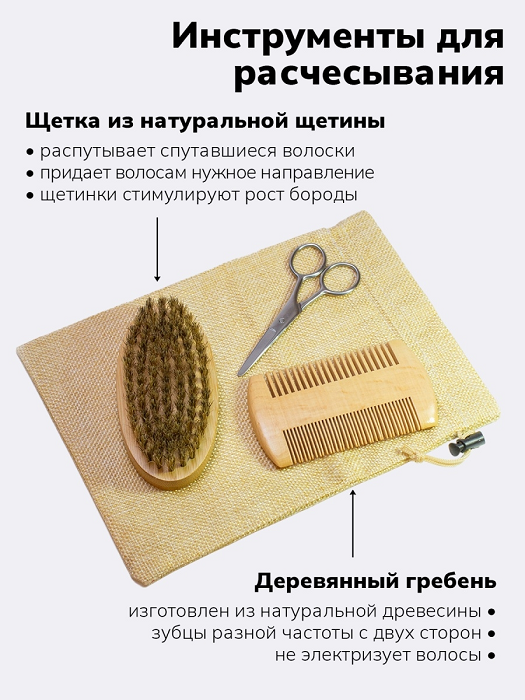 Инструменты для
расчесывания
Щетка из натуральной щетины
• распутывает спутавшиеся волоски
• придает волосам нужное направление
• щетинки стимулируют рост бороды
Деревянный гребень
изготовлен из натуральной древесины •
зубцы разной частоты с двух сторон •
не электризует волосы •